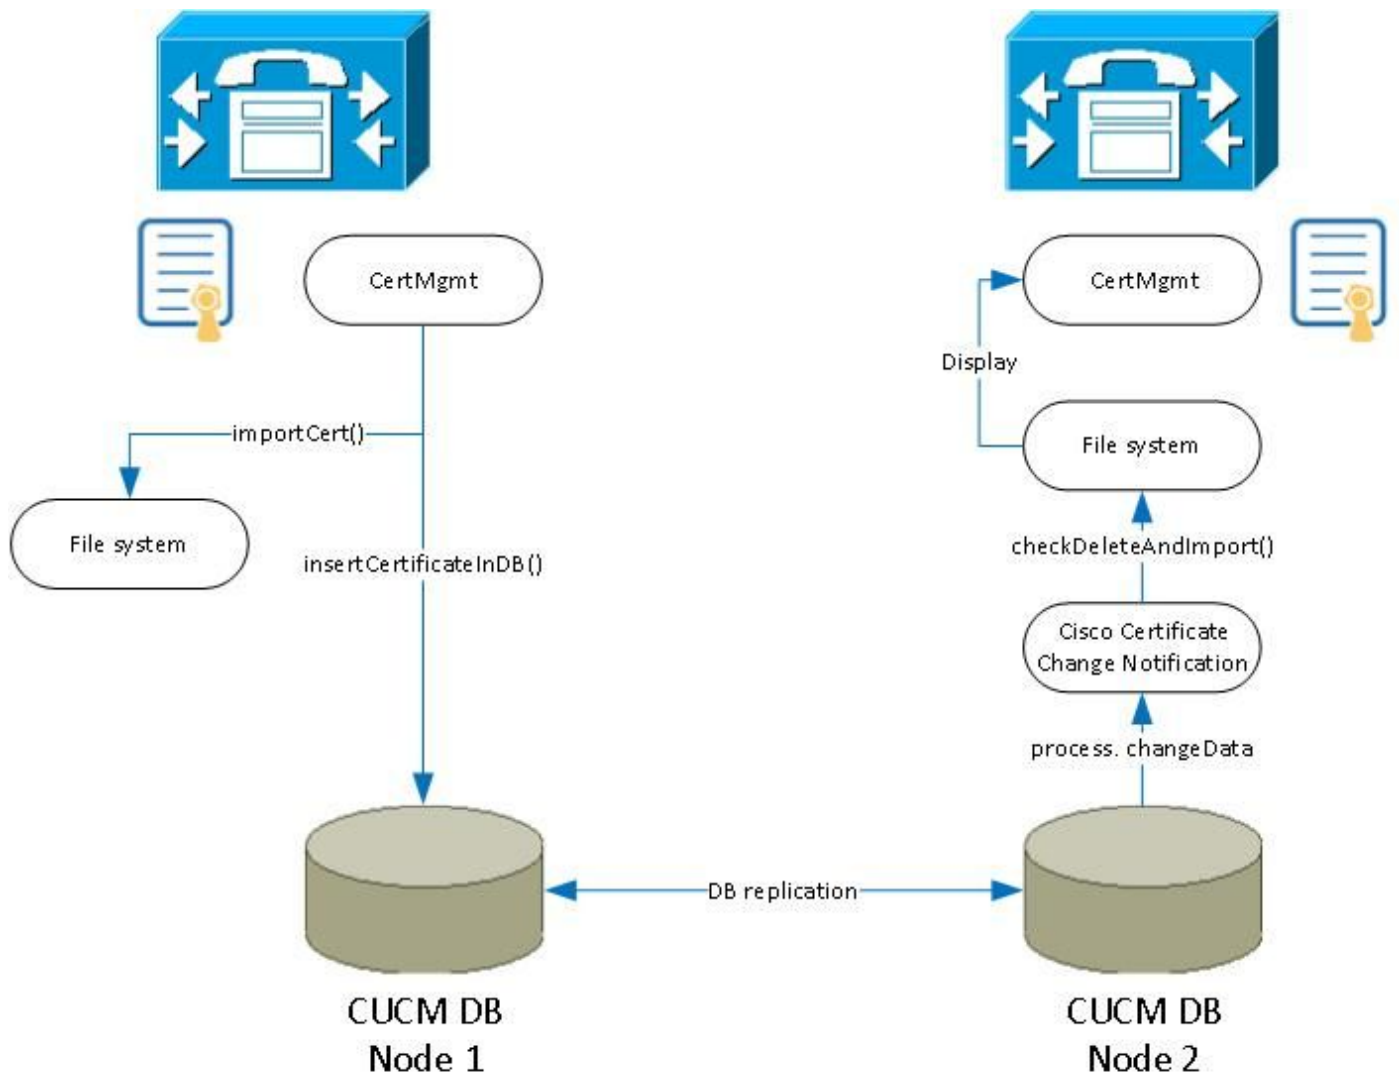 CertMgmt
importCert()
File system
insertCertificateInDB()
CUCM DB
Node 1
DB replication
CertMgmt
Display
File system
checkDeleteAndImport()
Cisco Certificate
Change Notification
process. changeData
CUCM DB
Node 2